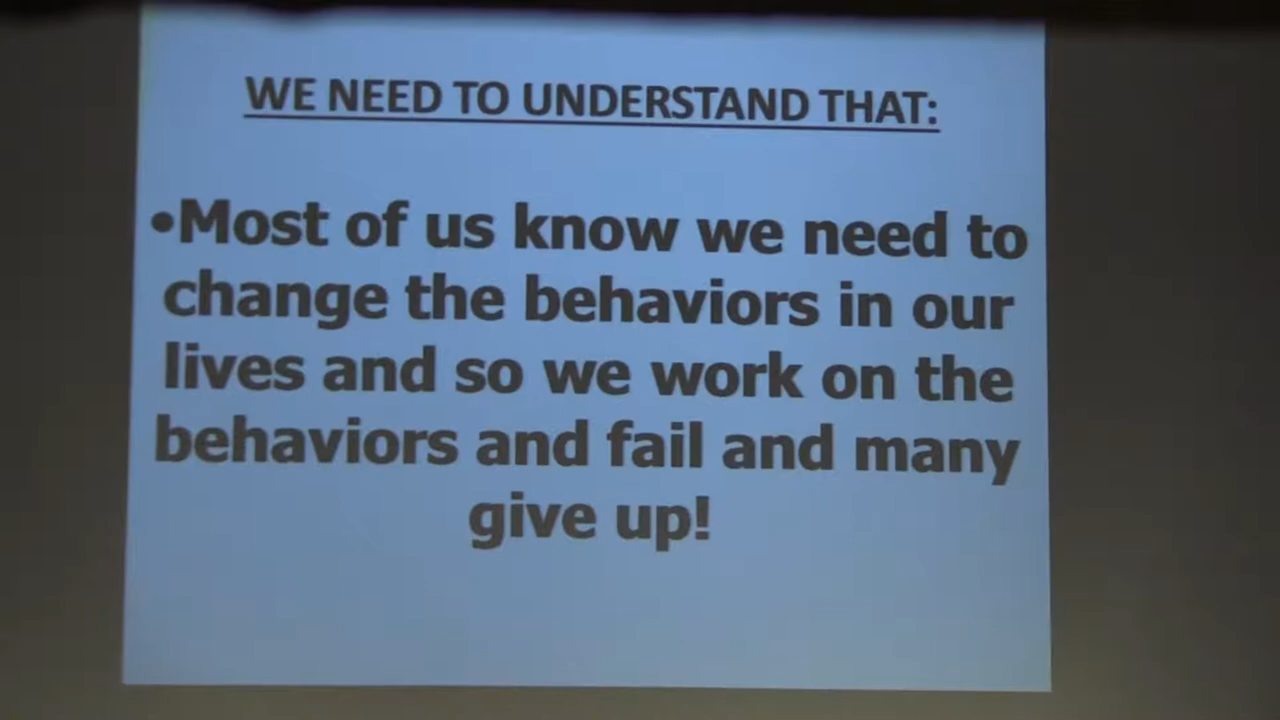 WE NEED TO UNDERSTAND THAT:
•Most of us know we need to
change the behaviors in our
lives and so we work on the
behaviors and fail and many
give up!